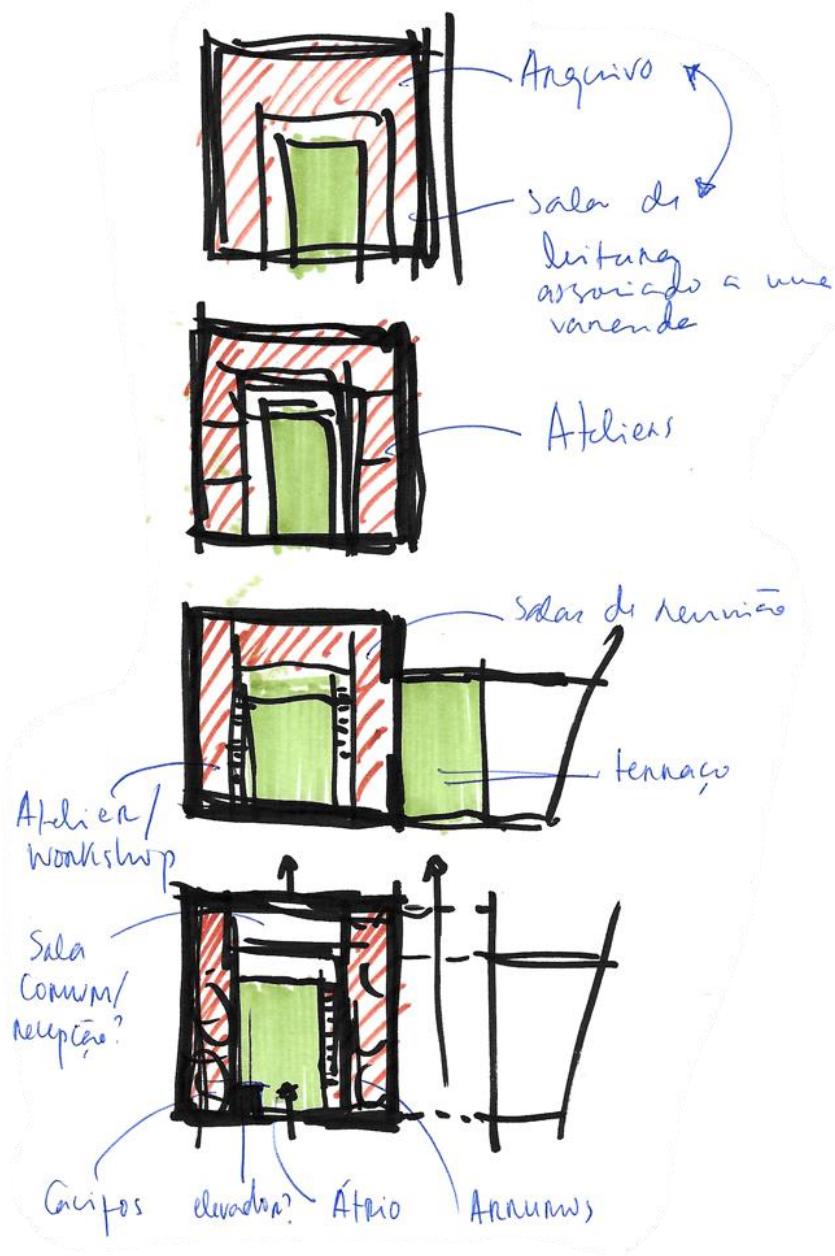 Arquivo
sala de
leitura
associado a uma
varanda
Ateliers
salas de reunião
terraço
Atelier/
workshop
Sala
comum/
recepção?
Cacifos
elevador?
Átrio
Arrumos